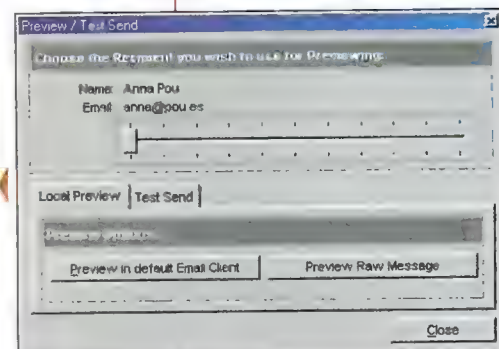 Preview / Test Send
Choose the Recipient you wish to use for Previewing:
Name: Anna Pou
Email: anna@pou.es
Local Preview Test Send
Preview in default Email Client Preview Raw Message
Close